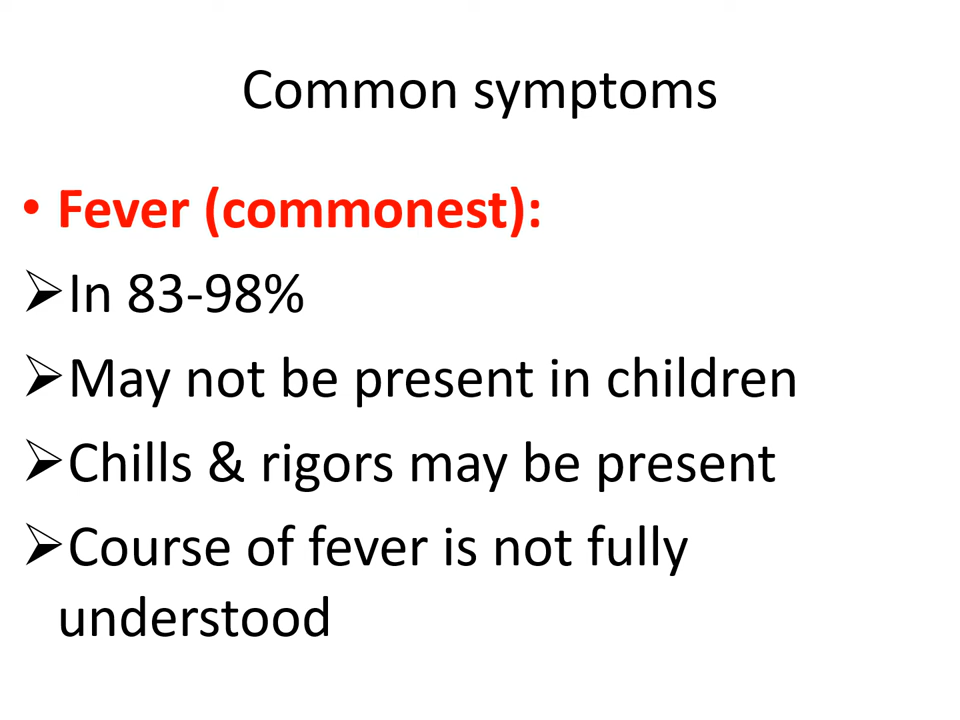 Common symptoms
• Fever (commonest):
➢In 83-98%
➢May not be present in children
➢Chills & rigors may be present
➢Course of fever is not fully
understood